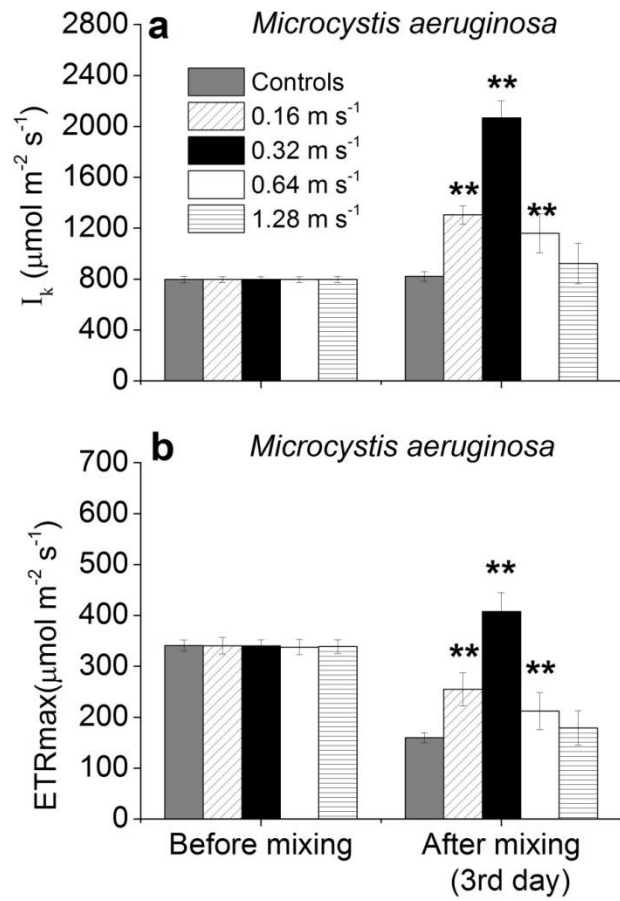 a Microcystis aeruginosa
2800
2400
2000
1600
1200
800
400
0
I_k (μmol m⁻² s⁻¹)
Controls
0.16 m s⁻¹
0.32 m s⁻¹
0.64 m s⁻¹
1.28 m s⁻¹
**
**
**
b Microcystis aeruginosa
700
600
500
400
300
200
100
0
ETRmax(μmol m⁻² s⁻¹)
**
**
**
Before mixing
After mixing
(3rd day)